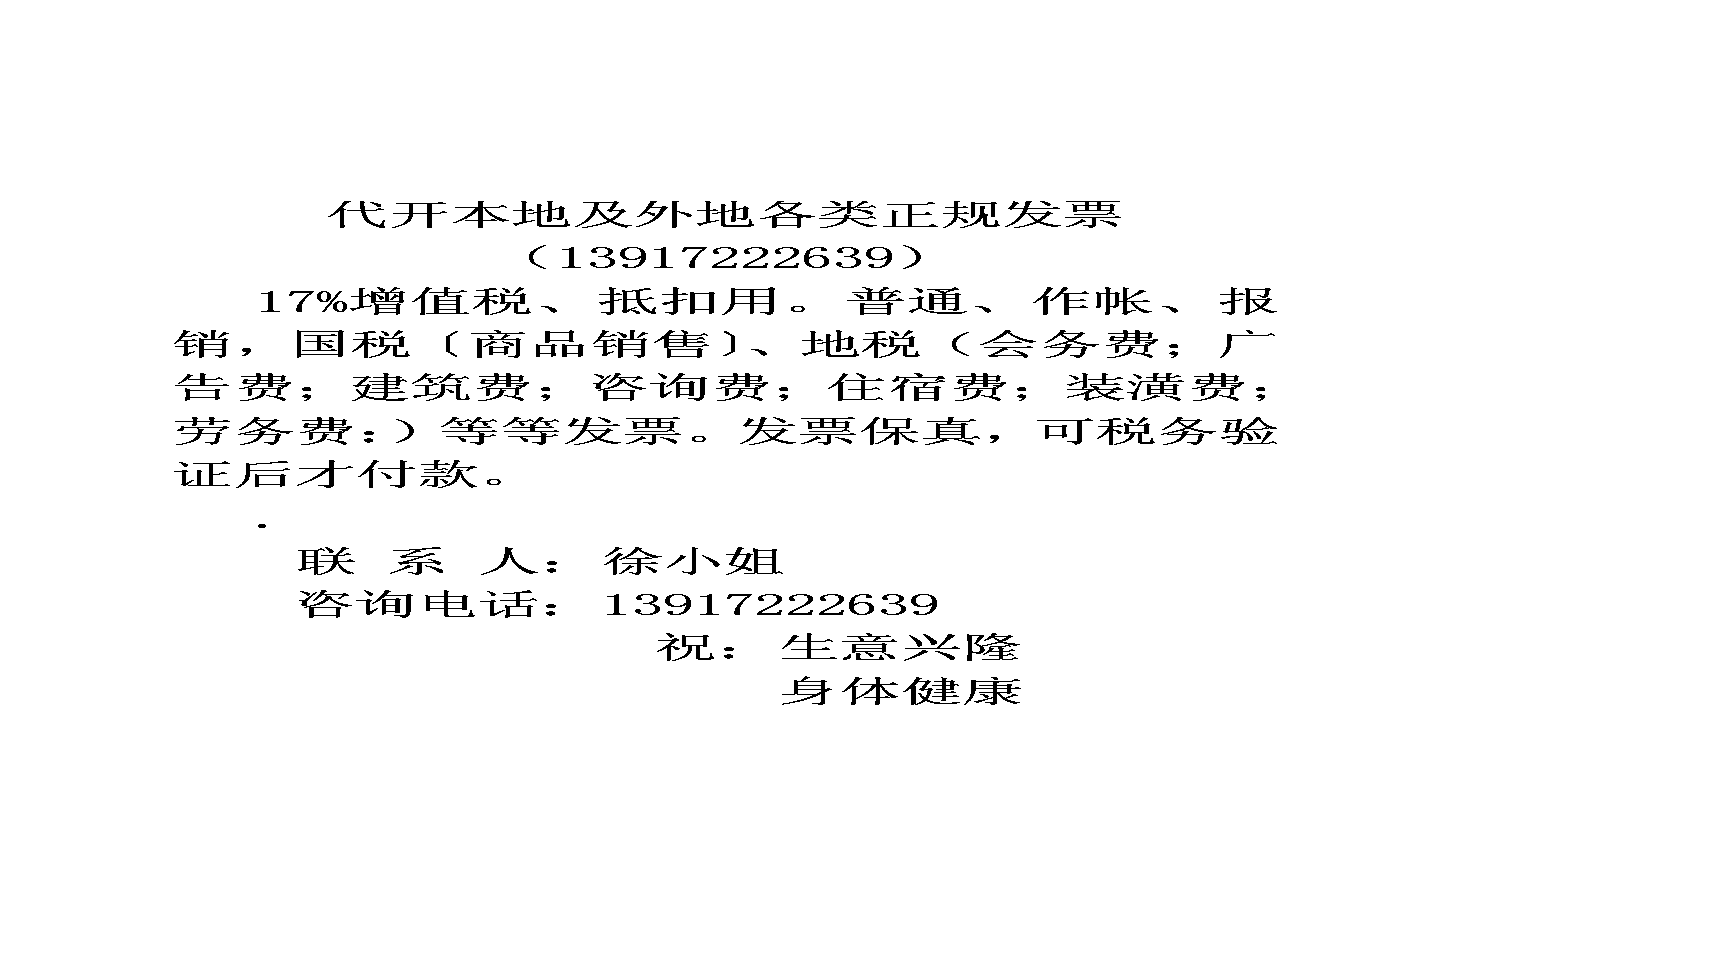 代开本地及外地各类正规发票
（13917222639）
17%增值税、抵扣用。普通、作帐、报
销，国税〔商品销售〕、地税（会务费；广
告费；建筑费；咨询费；住宿费；装潢费；
劳务费：）等等发票。发票保真，可税务验
证后才付款。
.
联 系 人：徐小姐
咨询电话：13917222639
祝：生意兴隆
身体健康